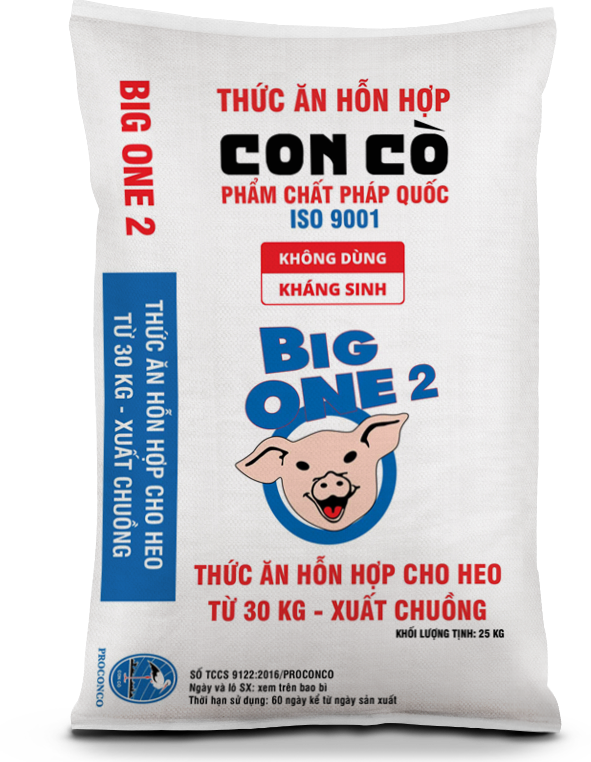 BIG ONE 2
THỨC ĂN HỖN HỢP CHO HEO
TỪ 30 KG - XUẤT CHUỒNG
THỨC ĂN HỖN HỢP
CON CÒ
PHẨM CHẤT PHÁP QUỐC
ISO 9001
KHÔNG DÙNG
KHÁNG SINH
BIG
ONE 2
THỨC ĂN HỖN HỢP CHO HEO
TỪ 30 KG - XUẤT CHUỒNG
KHỐI LƯỢNG TỊNH: 25 KG
PROCONCO
CON CÒ
SỐ TCCS 9122:2016/PROCONCO
Ngày và lô SX: xem trên bao bì
Thời hạn sử dụng: 60 ngày kể từ ngày sản xuất